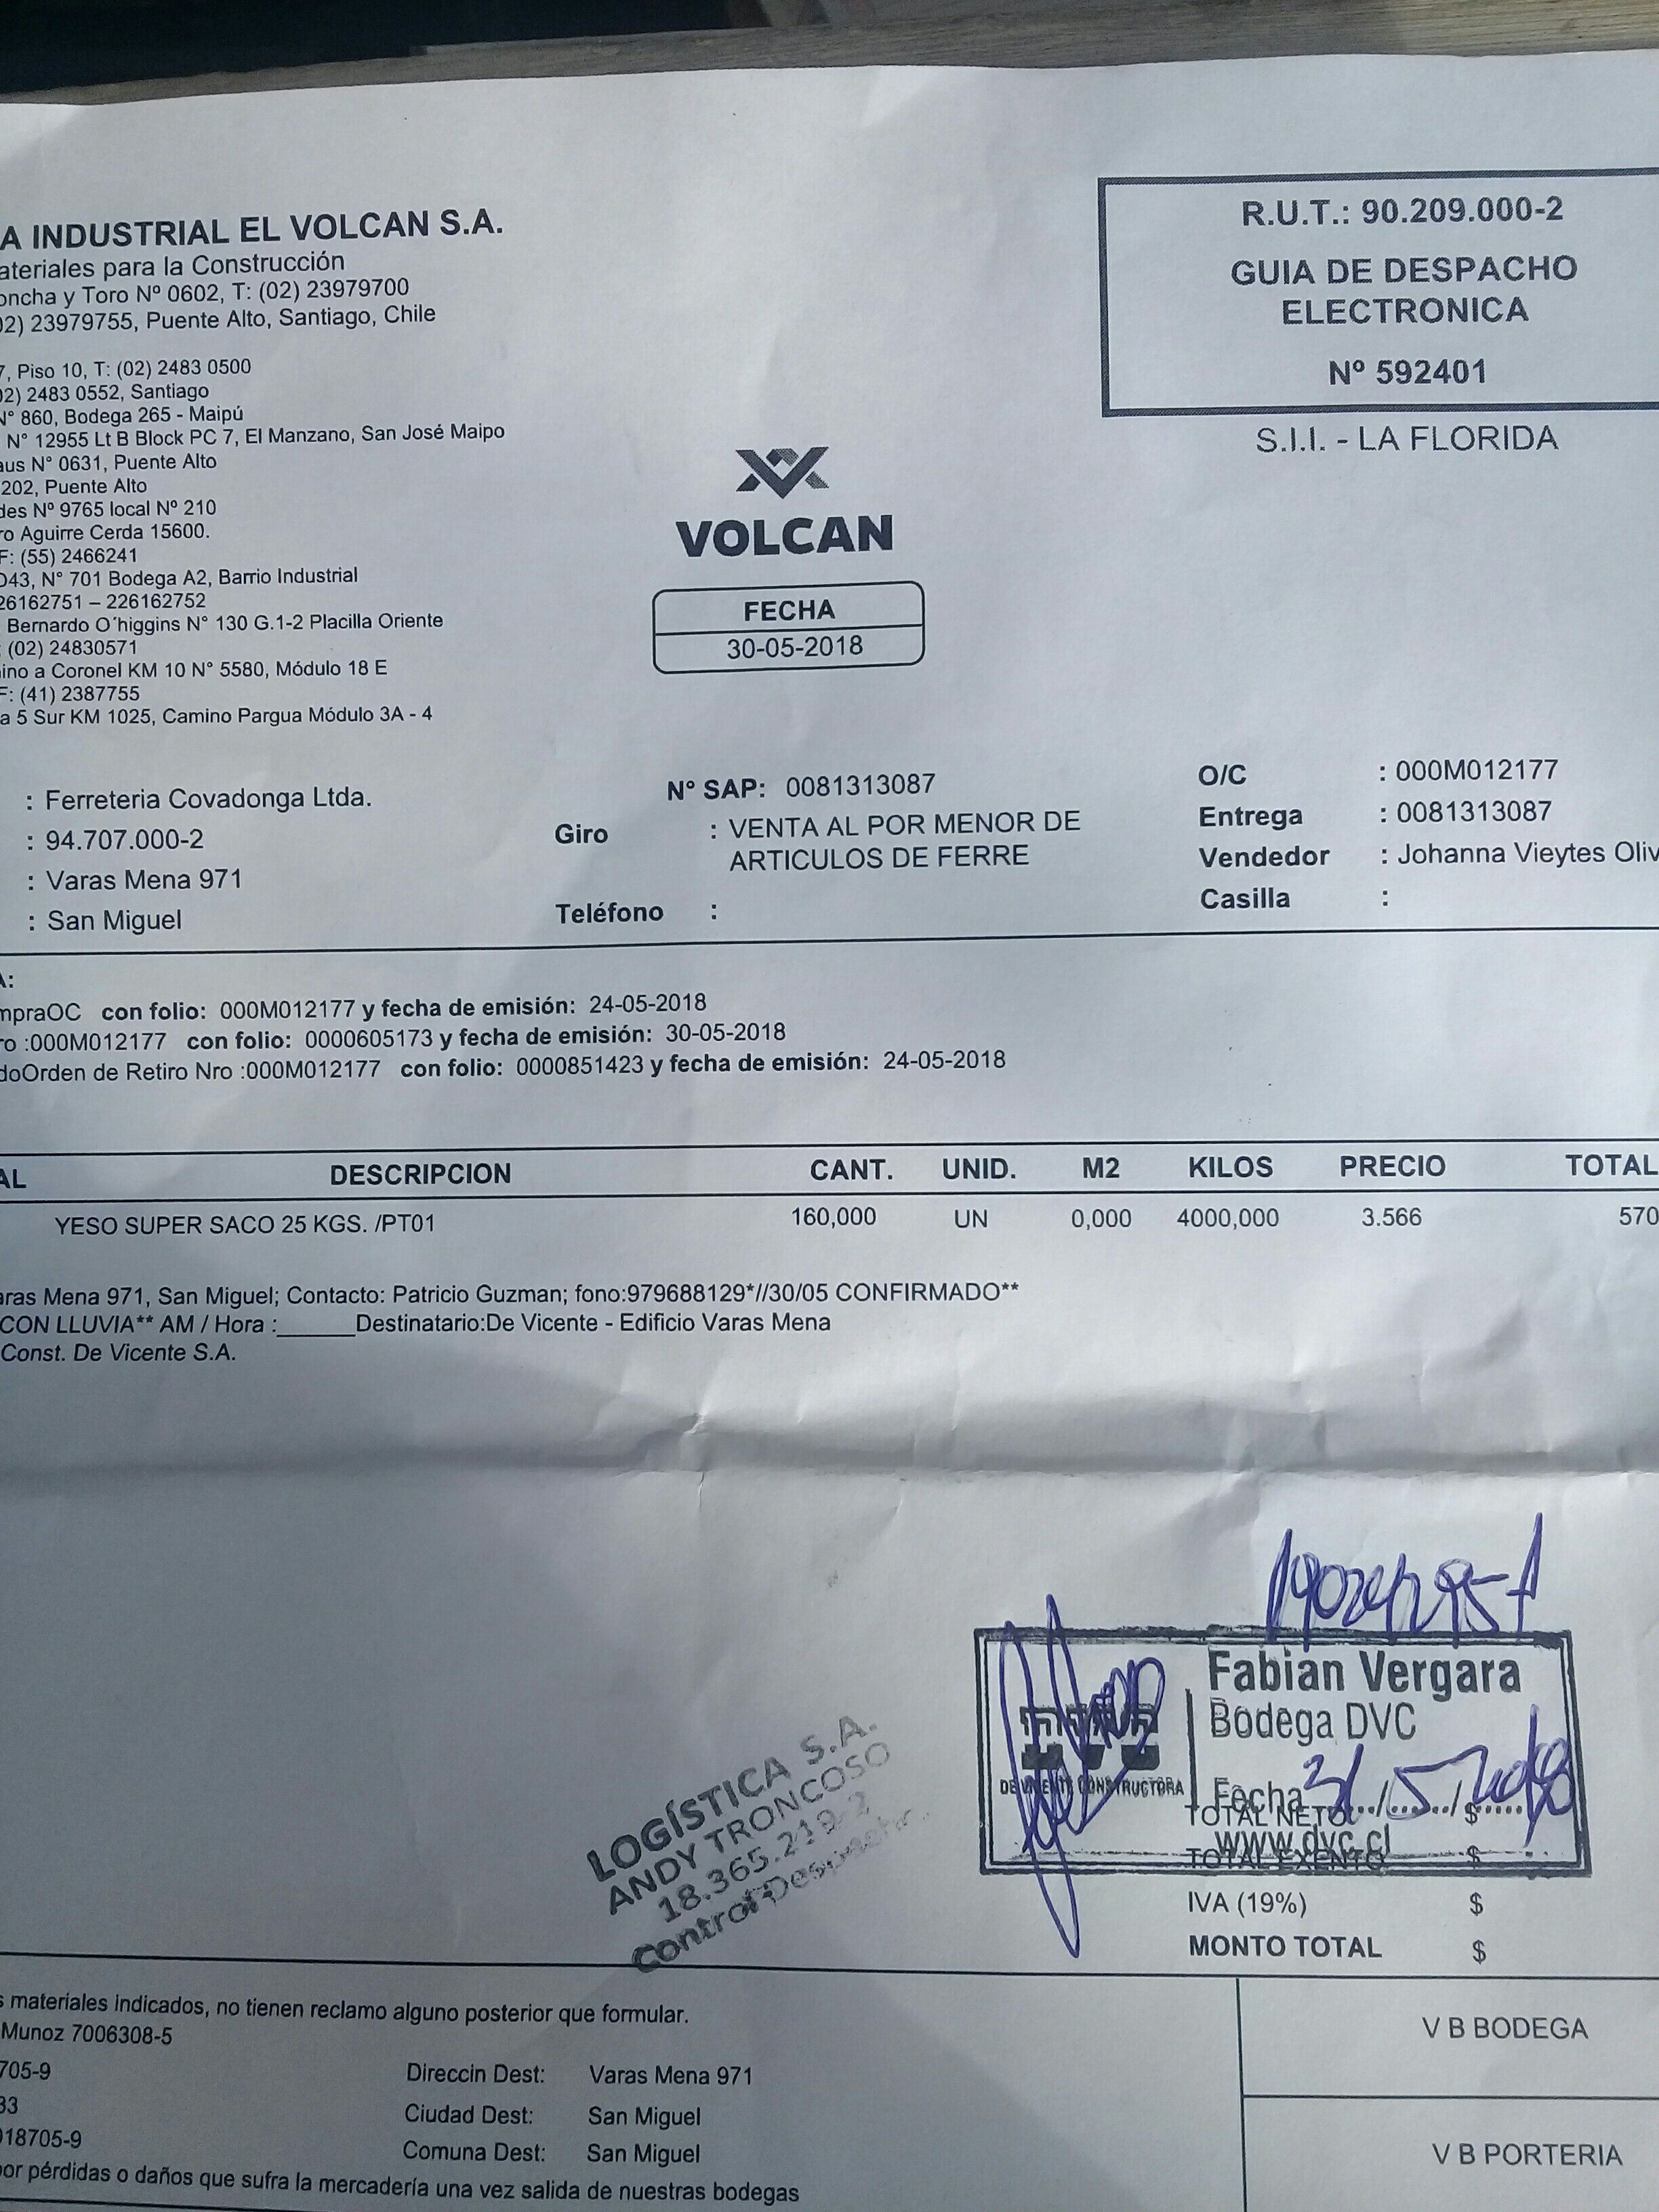 A INDUSTRIAL EL VOLCAN S.A.
ateriales para la Construcción
oncha y Toro Nº 0602, T: (02) 23979700
02) 23979755, Puente Alto, Santiago, Chile
7, Piso 10, T: (02) 2483 0500
02) 2483 0552, Santiago
N° 860, Bodega 265 - Maipú
N° 12955 Lt B Block PC 7, El Manzano, San José Maipo
aus N° 0631, Puente Alto
202, Puente Alto
des Nº 9765 local Nº 210
ro Aguirre Cerda 15600.
F: (55) 2466241
D43, N° 701 Bodega A2, Barrio Industrial
26162751 – 226162752
Bernardo O´higgins N° 130 G.1-2 Placilla Oriente
: (02) 24830571
ino a Coronel KM 10 N° 5580, Módulo 18 E
F: (41) 2387755
a 5 Sur KM 1025, Camino Pargua Módulo 3A - 4
R.U.T.: 90.209.000-2
GUIA DE DESPACHO
ELECTRONICA
Nº 592401
S.I.I. - LA FLORIDA
VOLCAN
FECHA
30-05-2018
: Ferreteria Covadonga Ltda.
: 94.707.000-2
: Varas Mena 971
: San Miguel
N° SAP: 0081313087
Giro : VENTA AL POR MENOR DE
ARTICULOS DE FERRE
Teléfono :
O/C : 000M012177
Entrega : 0081313087
Vendedor : Johanna Vieytes Oliv
Casilla :
A:
mpraOC con folio: 000M012177 y fecha de emisión: 24-05-2018
ro :000M012177 con folio: 0000605173 y fecha de emisión: 30-05-2018
doOrden de Retiro Nro :000M012177 con folio: 0000851423 y fecha de emisión: 24-05-2018
AL DESCRIPCION CANT. UNID. M2 KILOS PRECIO TOTAL
YESO SUPER SACO 25 KGS. /PT01 160,000 UN 0,000 4000,000 3.566 570
aras Mena 971, San Miguel; Contacto: Patricio Guzman; fono:979688129*//30/05 CONFIRMADO**
CON LLUVIA** AM / Hora :______Destinatario:De Vicente - Edificio Varas Mena
Const. De Vicente S.A.
Fabian Vergara
Bodega DVC
DE VICENTE CONSTRUCTORA
Fecha 31/5/2018
www.dvc.cl
LOGÍSTICA S.A.
ANDY TRONCOSO
18.365.219-2
Control Despacho
TOTAL NETO $
TOTAL EXENTO $
IVA (19%) $
MONTO TOTAL $
s materiales indicados, no tienen reclamo alguno posterior que formular.
Munoz 7006308-5
705-9
33
018705-9
Direccin Dest: Varas Mena 971
Ciudad Dest: San Miguel
Comuna Dest: San Miguel
por pérdidas o daños que sufra la mercadería una vez salida de nuestras bodegas
V B BODEGA
V B PORTERIA